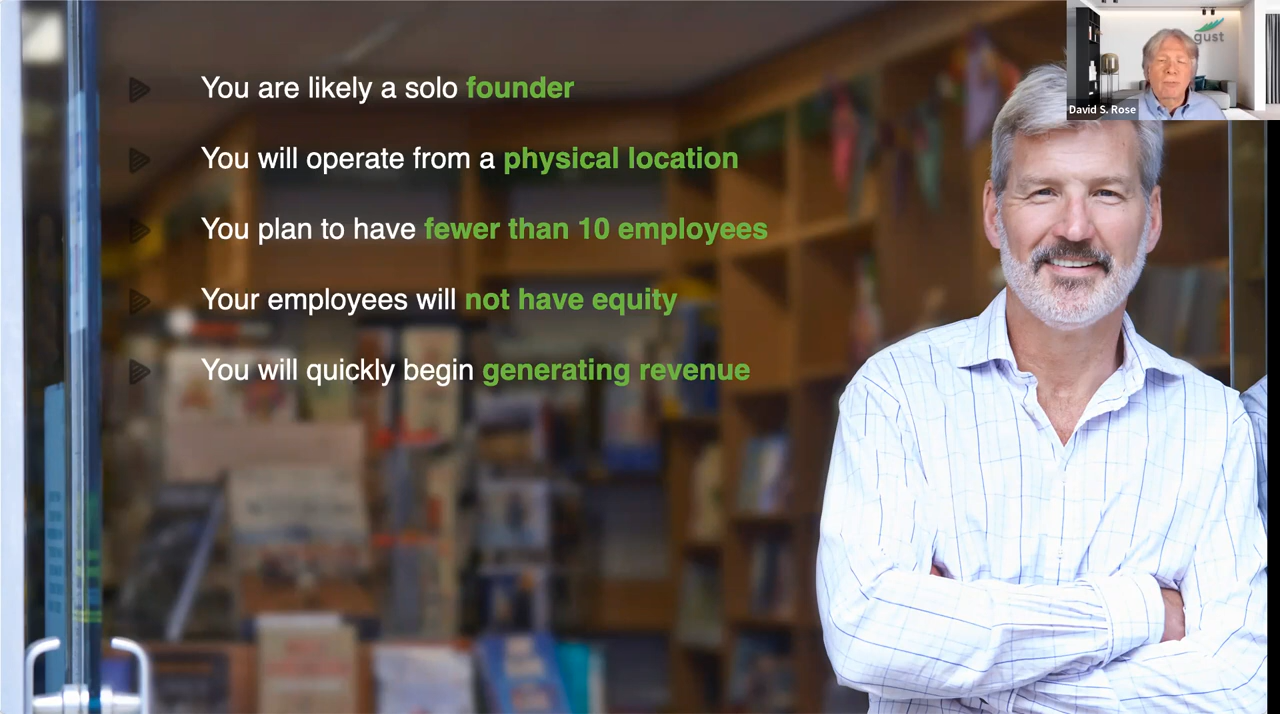 You are likely a solo founder
You will operate from a physical location
You plan to have fewer than 10 employees
Your employees will not have equity
You will quickly begin generating revenue
gust
David S. Rose